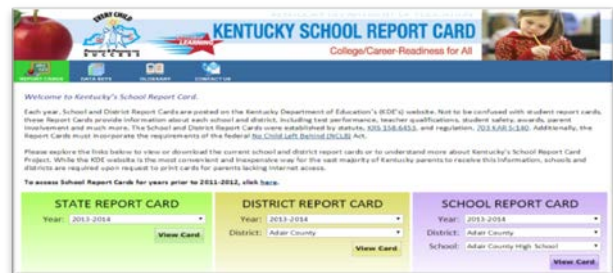 EVERY CHILD
SUCCESS
LEARNING
KENTUCKY SCHOOL REPORT CARD
College/Career-Readiness for All
REPORT CARDS DATA SETS GLOSSARY CONTACT US
Welcome to Kentucky's School Report Card.
Each year, School and District Report Cards are posted on the Kentucky Department of Education's (KDE's) website. Not to be confused with student report cards,
these Report Cards provide information about each school and district, including test performance, teacher qualifications, student safety, awards, parent
involvement and much more. The School and District Report Cards were established by statute, KRS 158.6453, and regulation, 703 KAR 5:140. Additionally, the
Report Cards must incorporate the requirements of the federal No Child Left Behind (NCLB) Act.
Please explore the links below to view or download the current school and district report cards or to understand more about Kentucky's School Report Card
Project. While the KDE website is the most convenient and inexpensive way for the vast majority of Kentucky parents to receive this information, schools and
districts are required upon request to print cards for parents lacking internet access.
To access School Report Cards for years prior to 2011-2012, click here.
STATE REPORT CARD
Year: 2013-2014
View Card
DISTRICT REPORT CARD
Year: 2013-2014
District: Adair County
View Card
SCHOOL REPORT CARD
Year: 2013-2014
District: Adair County
School: Adair County High School
View Card